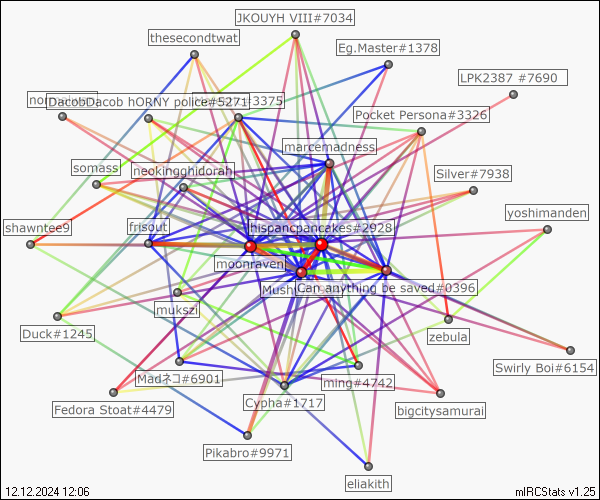 JKOUYH VIII#7034
thesecondtwat
Eg.Master#1378
LPK2387 #7690
DacobDacob hORNY police#5271
#3375
Pocket Persona#3326
marcemadness
somass
neokingghidorah
Silver#7938
yoshimanden
shawntee9
frisout
hispancpancakes#2928
moonraven
Mush
Can anything be saved#0396
mukszi
Duck#1245
zebula
Swirly Boi#6154
Madネコ#6901
ming#4742
Fedora Stoat#4479
Cypha#1717
bigcitysamurai
Pikabro#9971
eliakith
12.12.2024 12:06
mIRCStats v1.25